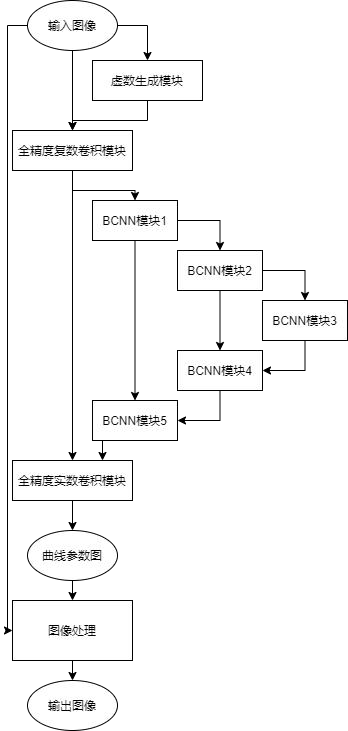 输入图像
虚数生成模块
全精度复数卷积模块
BCNN模块1
BCNN模块2
BCNN模块3
BCNN模块4
BCNN模块5
全精度实数卷积模块
曲线参数图
图像处理
输出图像